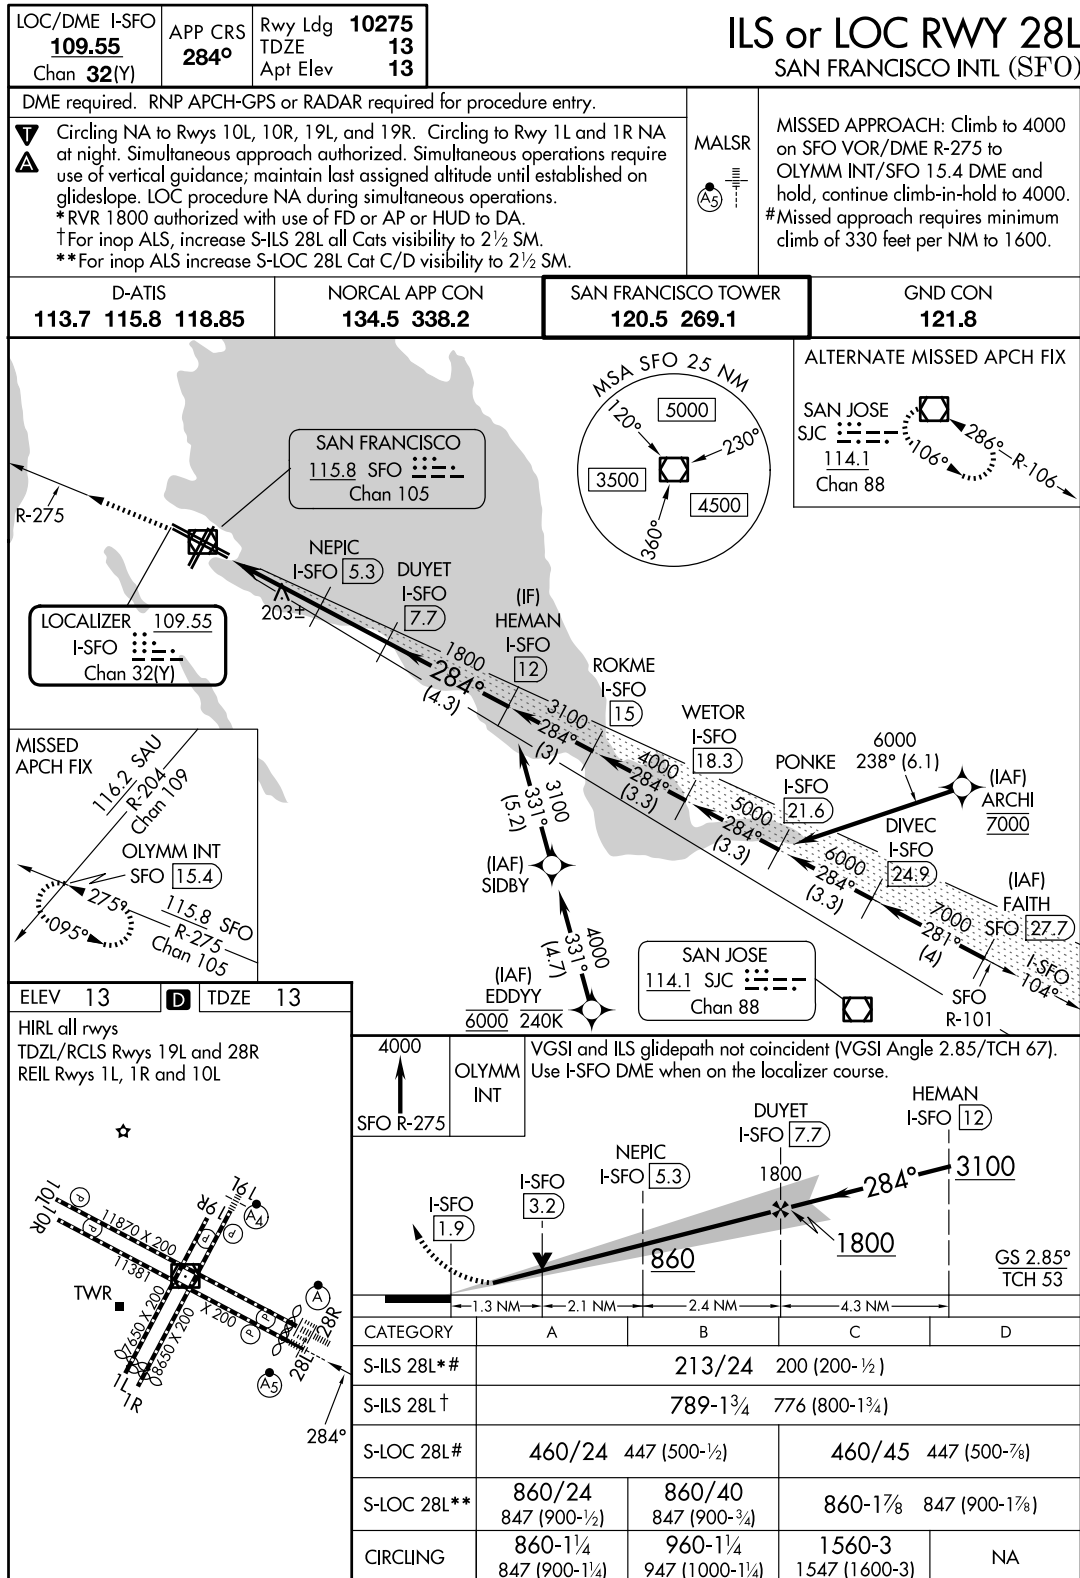 LOC/DME I-SFO
109.55
Chan 32(Y)
APP CRS
284°
Rwy Ldg 10275
TDZE 13
Apt Elev 13
ILS or LOC RWY 28L
SAN FRANCISCO INTL (SFO)
DME required. RNP APCH-GPS or RADAR required for procedure entry.
T
A
Circling NA to Rwys 10L, 10R, 19L, and 19R. Circling to Rwy 1L and 1R NA
at night. Simultaneous approach authorized. Simultaneous operations require
use of vertical guidance; maintain last assigned altitude until established on
glideslope. LOC procedure NA during simultaneous operations.
*RVR 1800 authorized with use of FD or AP or HUD to DA.
†For inop ALS, increase S-ILS 28L all Cats visibility to 2½ SM.
**For inop ALS increase S-LOC 28L Cat C/D visibility to 2½ SM.
MALSR
A5
MISSED APPROACH: Climb to 4000
on SFO VOR/DME R-275 to
OLYMM INT/SFO 15.4 DME and
hold, continue climb-in-hold to 4000.
#Missed approach requires minimum
climb of 330 feet per NM to 1600.
D-ATIS
113.7 115.8 118.85
NORCAL APP CON
134.5 338.2
SAN FRANCISCO TOWER
120.5 269.1
GND CON
121.8
MSA SFO 25 NM
5000
120°
230°
3500
4500
360°
ALTERNATE MISSED APCH FIX
SAN JOSE
SJC
114.1
Chan 88
286°
R-106
106°
SAN FRANCISCO
115.8 SFO
Chan 105
R-275
NEPIC
I-SFO 5.3
DUYET
I-SFO
7.7
203±
(IF)
HEMAN
I-SFO
12
LOCALIZER 109.55
I-SFO
Chan 32(Y)
1800
284°
(4.3)
ROKME
I-SFO
15
3100
284°
(3)
WETOR
I-SFO
18.3
4000
284°
(3.3)
PONKE
I-SFO
21.6
5000
284°
(3.3)
6000
238° (6.1)
(IAF)
ARCHI
7000
DIVEC
I-SFO
24.9
6000
284°
(3.3)
(IAF)
FAITH
SFO 27.7
7000
281°
(4)
I-SFO
104°
SFO
R-101
3100
331°
(5.2)
(IAF)
SIDBY
4000
331°
(4.7)
(IAF)
EDDYY
6000 240K
SAN JOSE
114.1 SJC
Chan 88
MISSED
APCH FIX
116.2 SAU
R-204
Chan 109
OLYMM INT
SFO 15.4
275°
095°
115.8 SFO
R-275
Chan 105
ELEV 13
D
TDZE 13
HIRL all rwys
TDZL/RCLS Rwys 19L and 28R
REIL Rwys 1L, 1R and 10L
10L
10R
P
P
19L
19R
A4
P
P
11870 X 200
11381 X 200
TWR
7650 X 200
8650 X 200
P
P
A
28R
28L
A5
1L
1R
284°
4000
SFO R-275
OLYMM
INT
VGSI and ILS glidepath not coincident (VGSI Angle 2.85/TCH 67).
Use I-SFO DME when on the localizer course.
HEMAN
I-SFO 12
DUYET
I-SFO 7.7
NEPIC
I-SFO 5.3
I-SFO
3.2
I-SFO
1.9
1800
284°
3100
1800
860
GS 2.85°
TCH 53
1.3 NM
2.1 NM
2.4 NM
4.3 NM
CATEGORY A B C D
S-ILS 28L*# 213/24 200 (200-½)
S-ILS 28L† 789-1¾ 776 (800-1¾)
S-LOC 28L# 460/24 447 (500-½) 460/45 447 (500-⅞)
S-LOC 28L** 860/24 847 (900-½) 860/40 847 (900-¾) 860-1⅞ 847 (900-1⅞)
CIRCLING 860-1¼ 847 (900-1¼) 960-1¼ 947 (1000-1¼) 1560-3 1547 (1600-3) NA